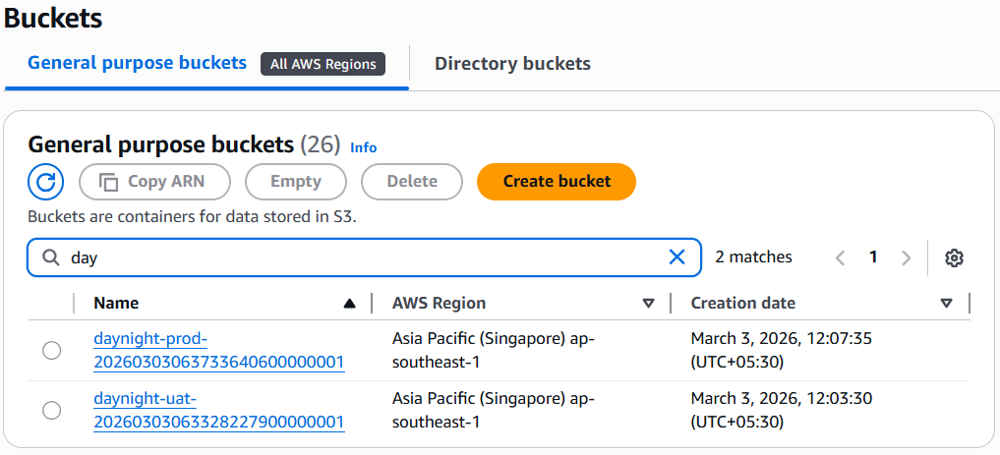 Buckets
General purpose buckets All AWS Regions Directory buckets
General purpose buckets (26) Info
Copy ARN Empty Delete Create bucket
Buckets are containers for data stored in S3.
day 2 matches 1
Name AWS Region Creation date
daynight-prod- Asia Pacific (Singapore) ap- March 3, 2026, 12:07:35
20260303063733640600000001 southeast-1 (UTC+05:30)
daynight-uat- Asia Pacific (Singapore) ap- March 3, 2026, 12:03:30
20260303063328227900000001 southeast-1 (UTC+05:30)